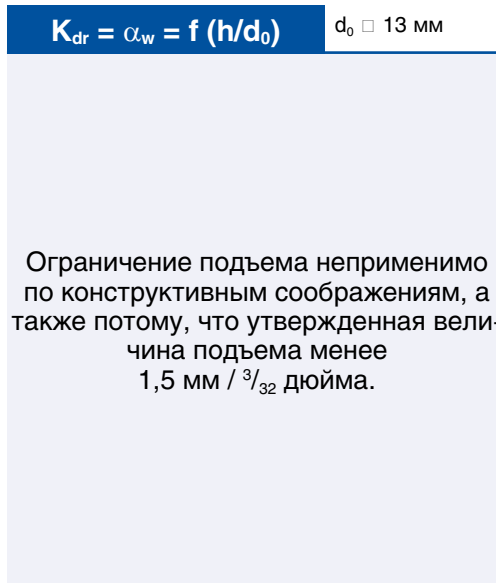 K_dr = α_w = f (h/d_0)
d_0 □ 13 мм
Ограничение подъема неприменимо
по конструктивным соображениям, а
также потому, что утвержденная вели-
чина подъема менее
1,5 мм / 3/32 дюйма.